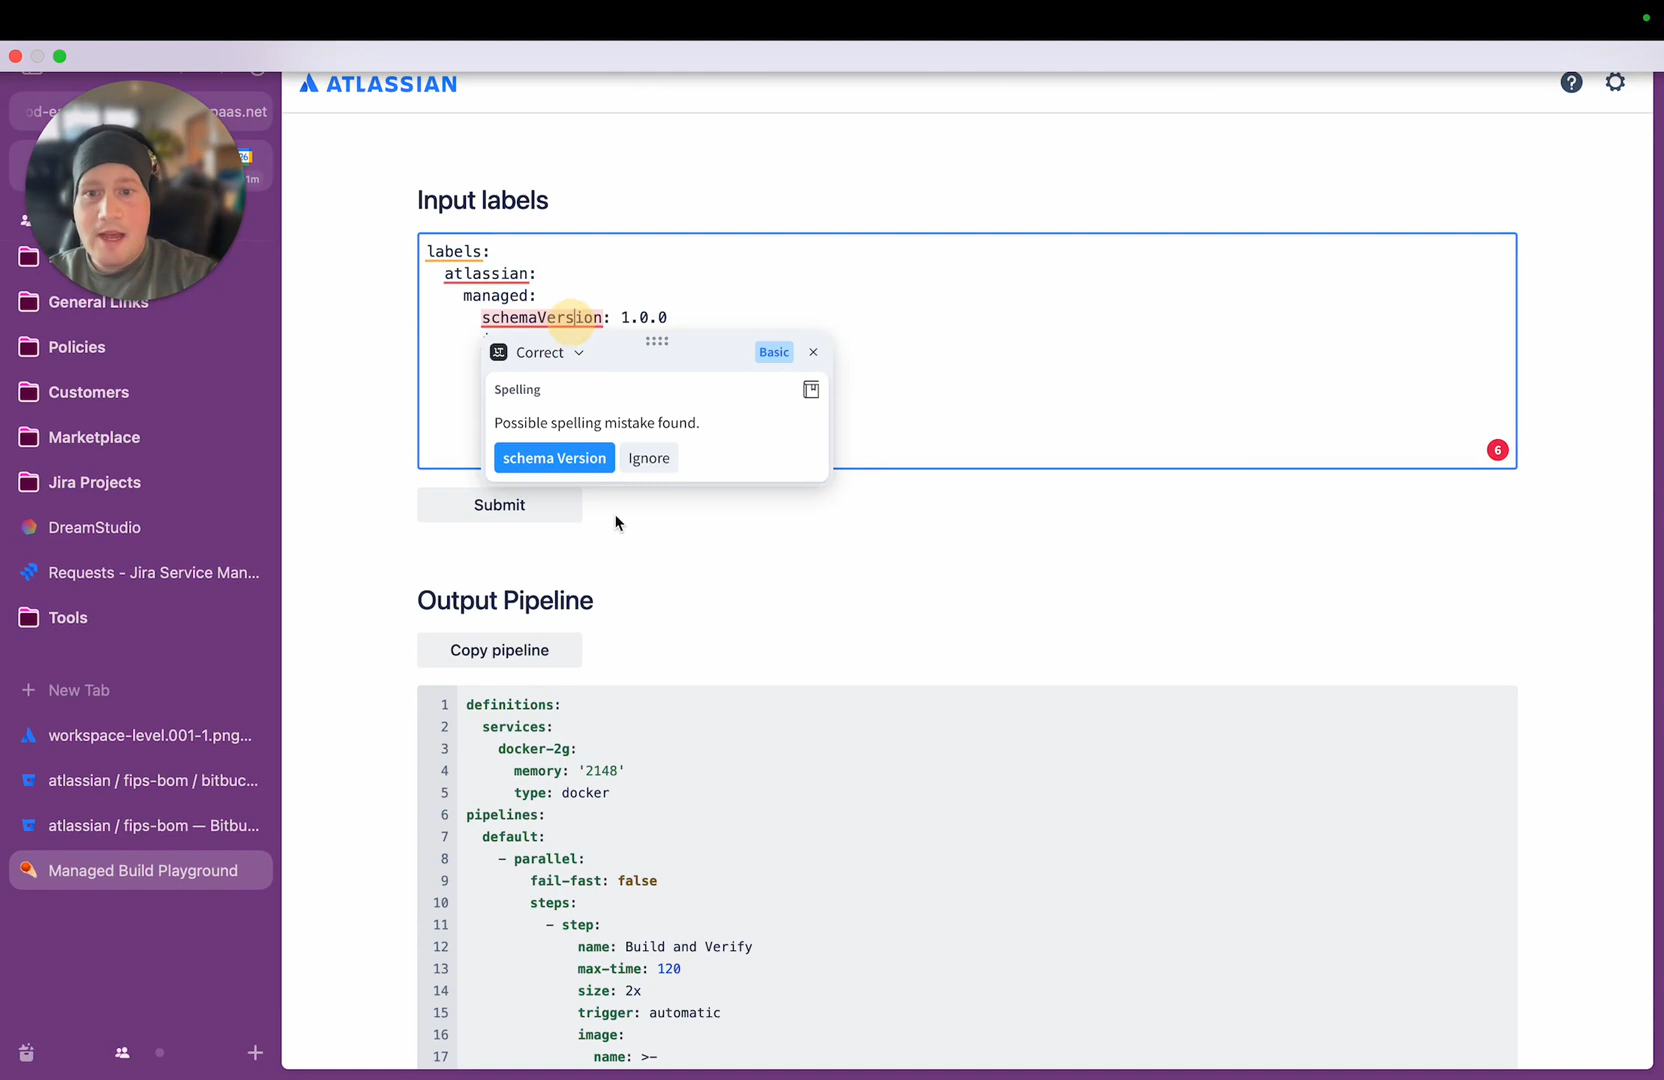 ATLASSIAN
od-e
paas.net
26
1m
General Links
Policies
Customers
Marketplace
Jira Projects
DreamStudio
Requests - Jira Service Man...
Tools
New Tab
workspace-level.001-1.png...
atlassian / fips-bom / bitbuc...
atlassian / fips-bom — Bitbu...
Managed Build Playground
Input labels
labels:
atlassian:
managed:
schemaVersion: 1.0.0
Correct
Basic
Spelling
Possible spelling mistake found.
schema Version
Ignore
6
Submit
Output Pipeline
Copy pipeline
1 definitions:
2 services:
3 docker-2g:
4 memory: '2148'
5 type: docker
6 pipelines:
7 default:
8 - parallel:
9 fail-fast: false
10 steps:
11 - step:
12 name: Build and Verify
13 max-time: 120
14 size: 2x
15 trigger: automatic
16 image:
17 name: >-